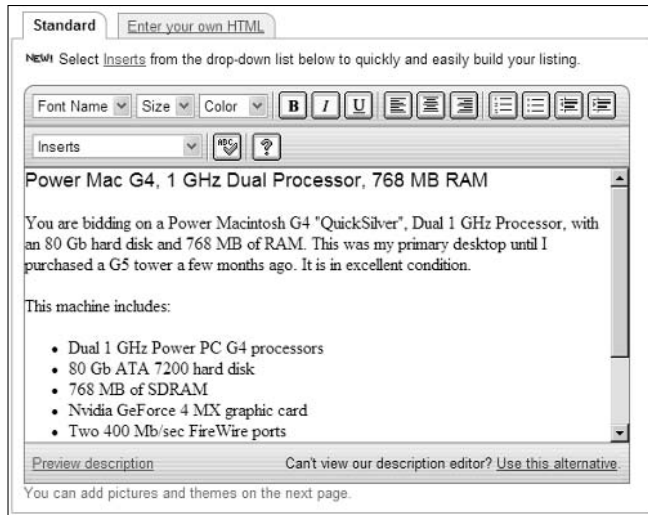 Standard
Enter your own HTML
NEW! Select Inserts from the drop-down list below to quickly and easily build your listing.
Font Name Size Color B I U
Inserts ABC ?
Power Mac G4, 1 GHz Dual Processor, 768 MB RAM
You are bidding on a Power Macintosh G4 "QuickSilver", Dual 1 GHz Processor, with
an 80 Gb hard disk and 768 MB of RAM. This was my primary desktop until I
purchased a G5 tower a few months ago. It is in excellent condition.
This machine includes:
• Dual 1 GHz Power PC G4 processors
• 80 Gb ATA 7200 hard disk
• 768 MB of SDRAM
• Nvidia GeForce 4 MX graphic card
• Two 400 Mb/sec FireWire ports
Preview description
Can't view our description editor? Use this alternative.
You can add pictures and themes on the next page.